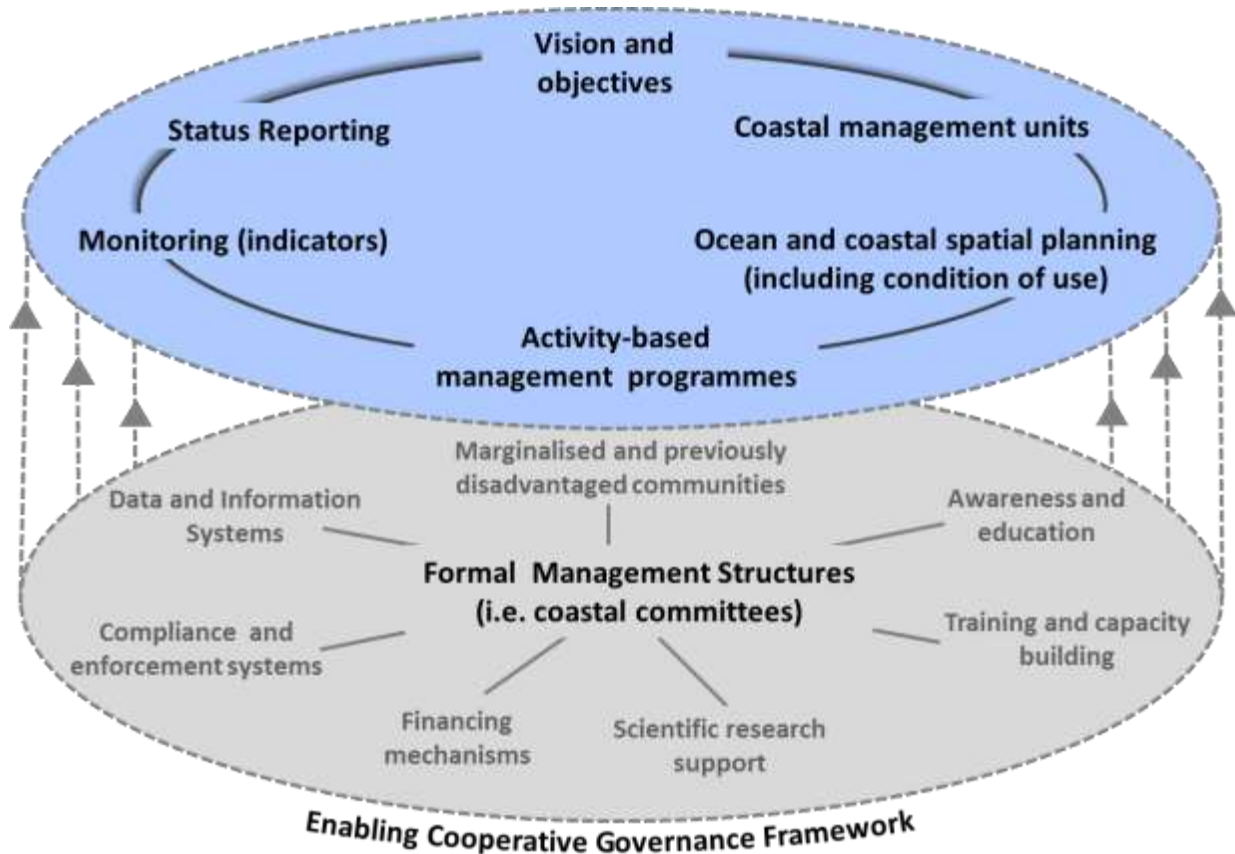 Vision and
objectives
Status Reporting
Coastal management units
Monitoring (indicators)
Ocean and coastal spatial planning
(including condition of use)
Activity-based
management programmes
Marginalised and previously
disadvantaged communities
Data and Information
Systems
Awareness and
education
Formal Management Structures
(i.e. coastal committees)
Compliance and
enforcement systems
Training and capacity
building
Financing
mechanisms
Scientific research
support
Enabling Cooperative Governance Framework